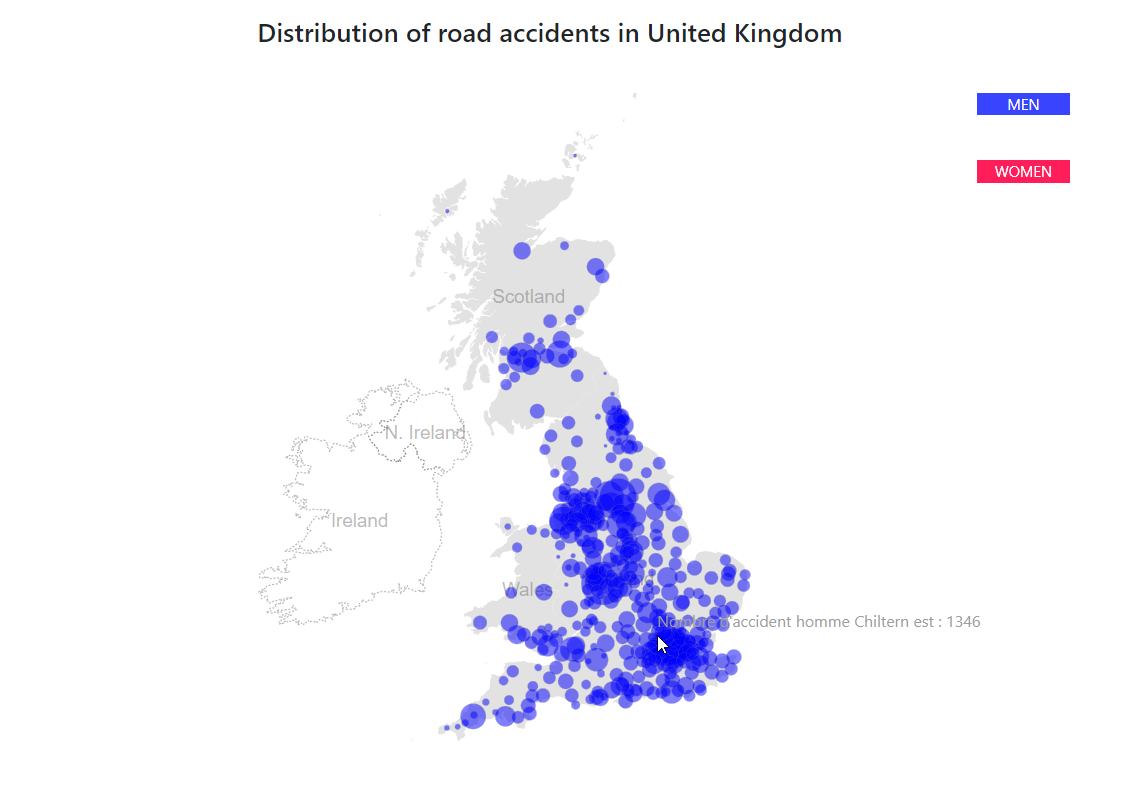 Distribution of road accidents in United Kingdom
MEN
WOMEN
Scotland
N. Ireland
Ireland
Wales
Nombre d'accident homme Chiltern est : 1346